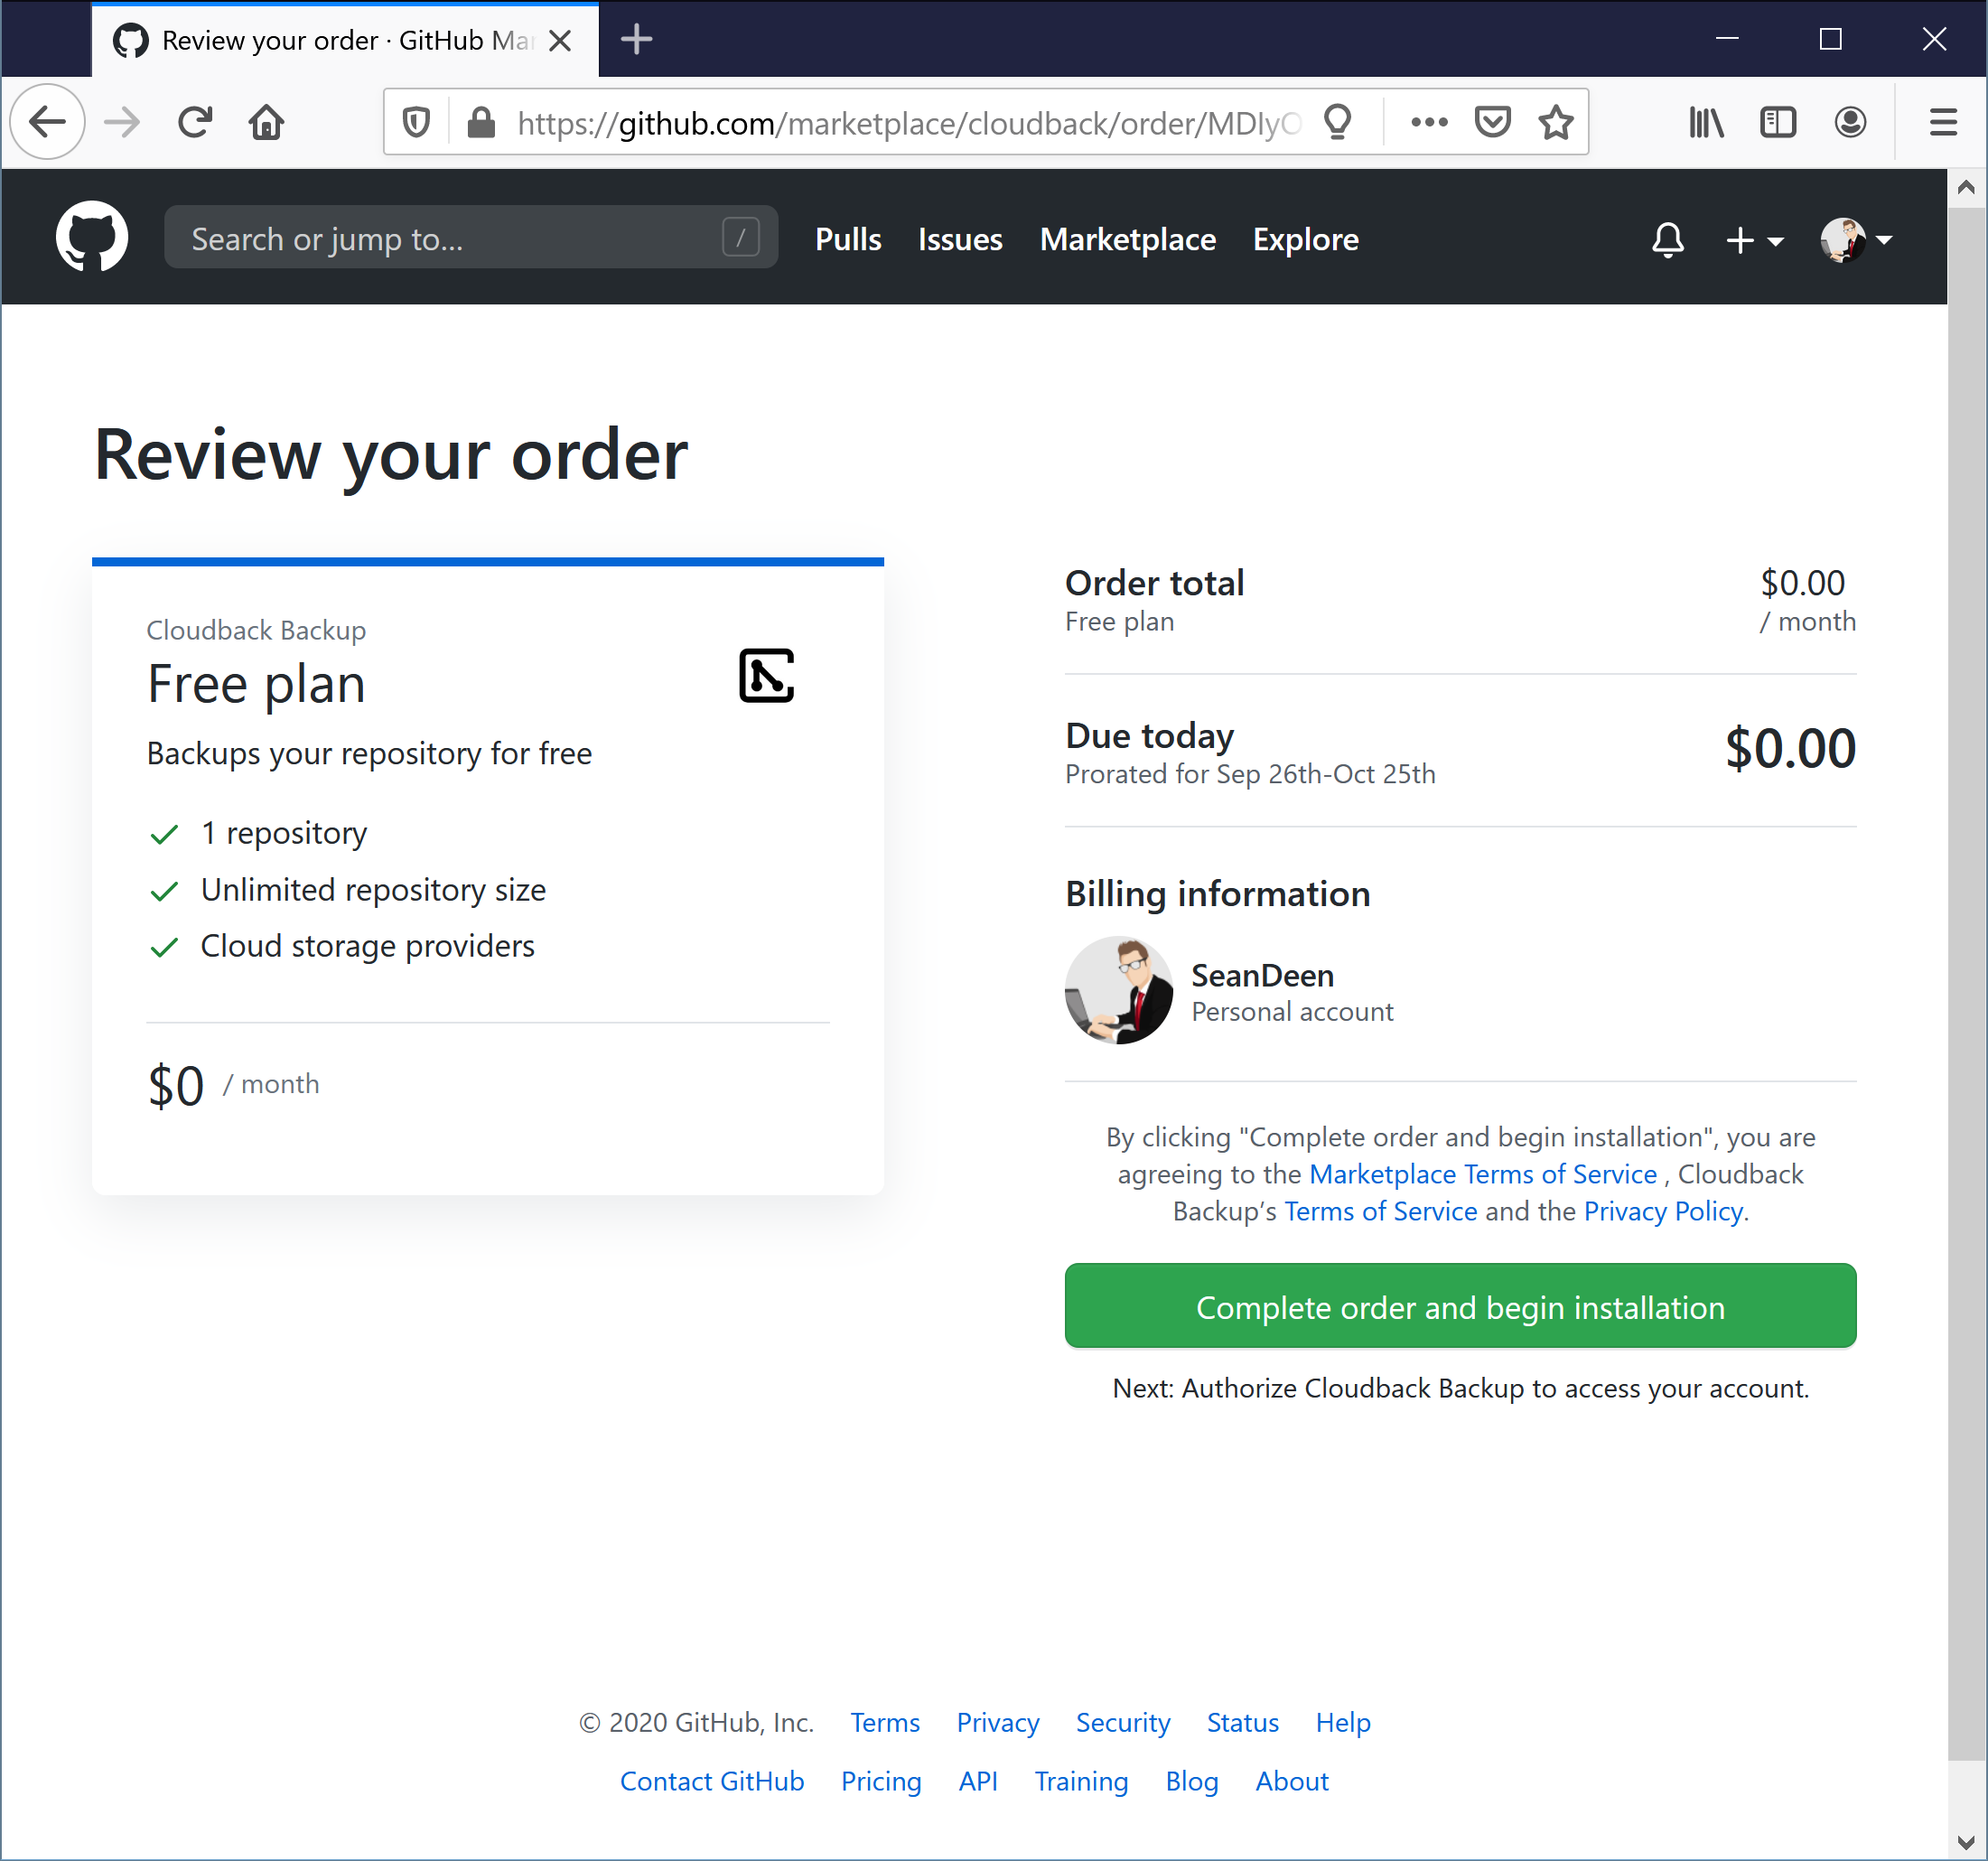 Review your order · GitHub Ma
https://github.com/marketplace/cloudback/order/MDIyO
Search or jump to... /
Pulls Issues Marketplace Explore
Review your order
Cloudback Backup
Free plan
Backups your repository for free
1 repository
Unlimited repository size
Cloud storage providers
$0 / month
Order total $0.00
Free plan / month
Due today $0.00
Prorated for Sep 26th-Oct 25th
Billing information
SeanDeen
Personal account
By clicking "Complete order and begin installation", you are
agreeing to the Marketplace Terms of Service , Cloudback
Backup’s Terms of Service and the Privacy Policy.
Complete order and begin installation
Next: Authorize Cloudback Backup to access your account.
© 2020 GitHub, Inc. Terms Privacy Security Status Help
Contact GitHub Pricing API Training Blog About